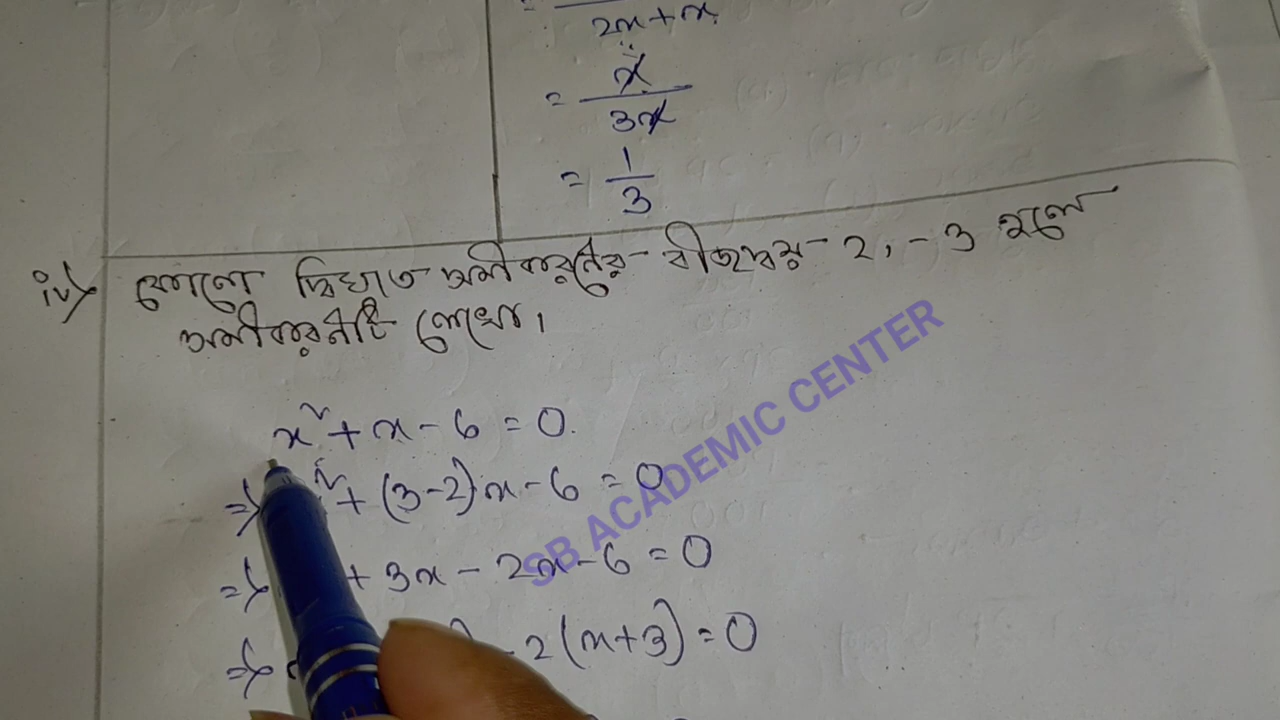 = 
2x+x
= x/3x
= 1/3
iv) কোনো দ্বিঘাত সমীকরণের বীজদ্বয় 2, -3 হলে
সমীকরণটি লেখো।
x² + x - 6 = 0.
=> ² + (3-2)x - 6 = 0
=> + 3x - 2x - 6 = 0
=> - 2(x+3) = 0
SB ACADEMIC CENTER